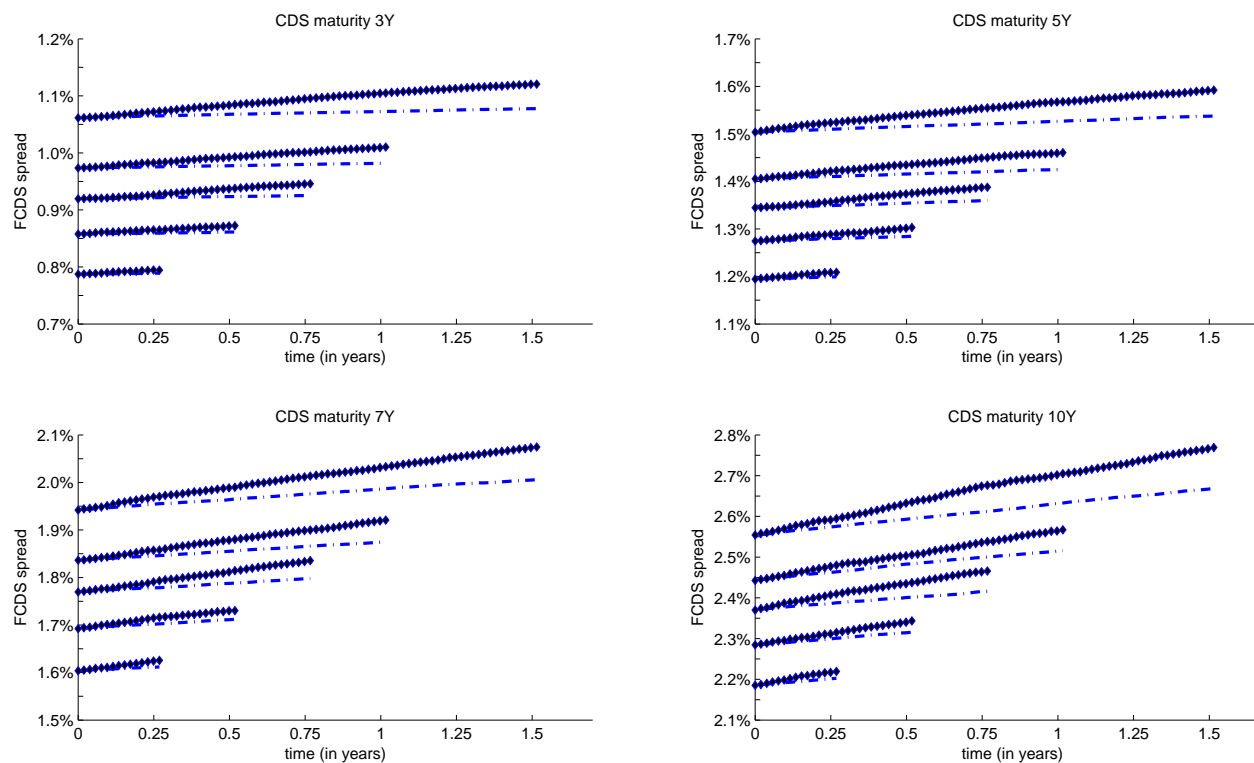 CDS maturity 3Y
1.2%
1.1%
1.0%
0.9%
0.8%
0.7%
FCDS spread
0 0.25 0.5 0.75 1 1.25 1.5
time (in years)
CDS maturity 5Y
1.7%
1.6%
1.5%
1.4%
1.3%
1.2%
1.1%
FCDS spread
0 0.25 0.5 0.75 1 1.25 1.5
time (in years)
CDS maturity 7Y
2.1%
2.0%
1.9%
1.8%
1.7%
1.6%
1.5%
FCDS spread
0 0.25 0.5 0.75 1 1.25 1.5
time (in years)
CDS maturity 10Y
2.8%
2.7%
2.6%
2.5%
2.4%
2.3%
2.2%
2.1%
FCDS spread
0 0.25 0.5 0.75 1 1.25 1.5
time (in years)